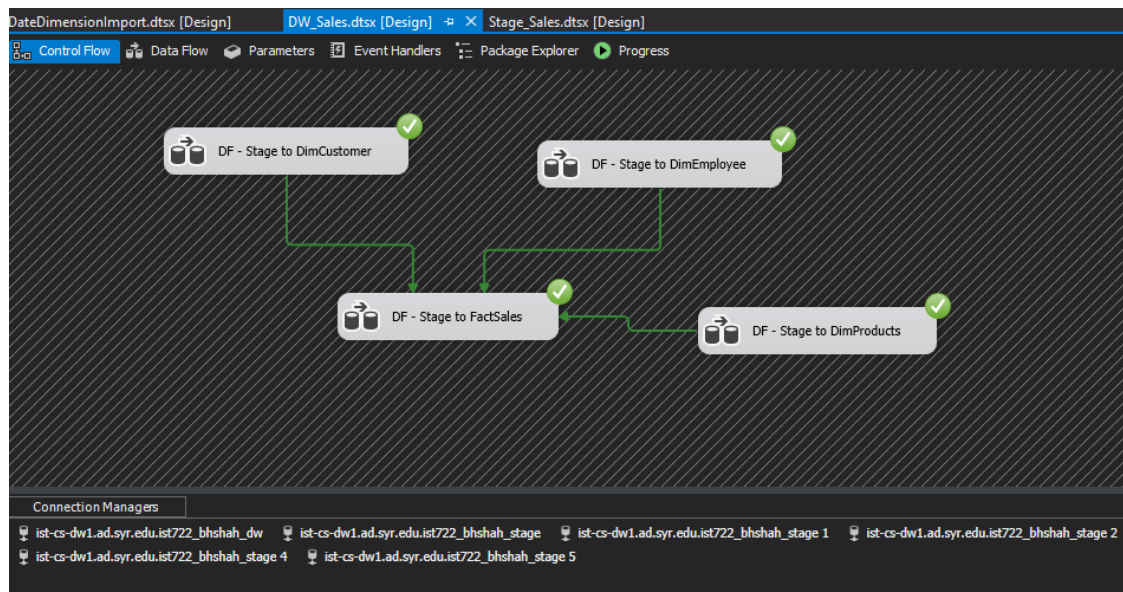 DateDimensionImport.dtsx [Design] DW_Sales.dtsx [Design] Stage_Sales.dtsx [Design]
Control Flow Data Flow Parameters Event Handlers Package Explorer Progress
DF - Stage to DimCustomer
DF - Stage to DimEmployee
DF - Stage to FactSales
DF - Stage to DimProducts
Connection Managers
ist-cs-dw1.ad.syr.edu.ist722_bhshah_dw ist-cs-dw1.ad.syr.edu.ist722_bhshah_stage ist-cs-dw1.ad.syr.edu.ist722_bhshah_stage 1 ist-cs-dw1.ad.syr.edu.ist722_bhshah_stage 2
ist-cs-dw1.ad.syr.edu.ist722_bhshah_stage 4 ist-cs-dw1.ad.syr.edu.ist722_bhshah_stage 5